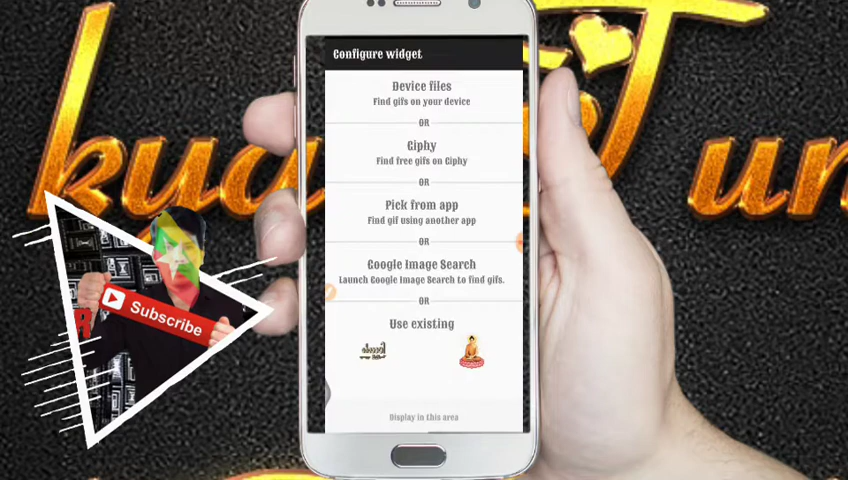 Configure widget
Device files
Find gifs on your device
OR
Giphy
Find free gifs on Giphy
OR
Pick from app
Find gif using another app
OR
Google Image Search
Launch Google Image Search to find gifs.
OR
Use existing
Display in this area
Subscribe
R
kua
T un